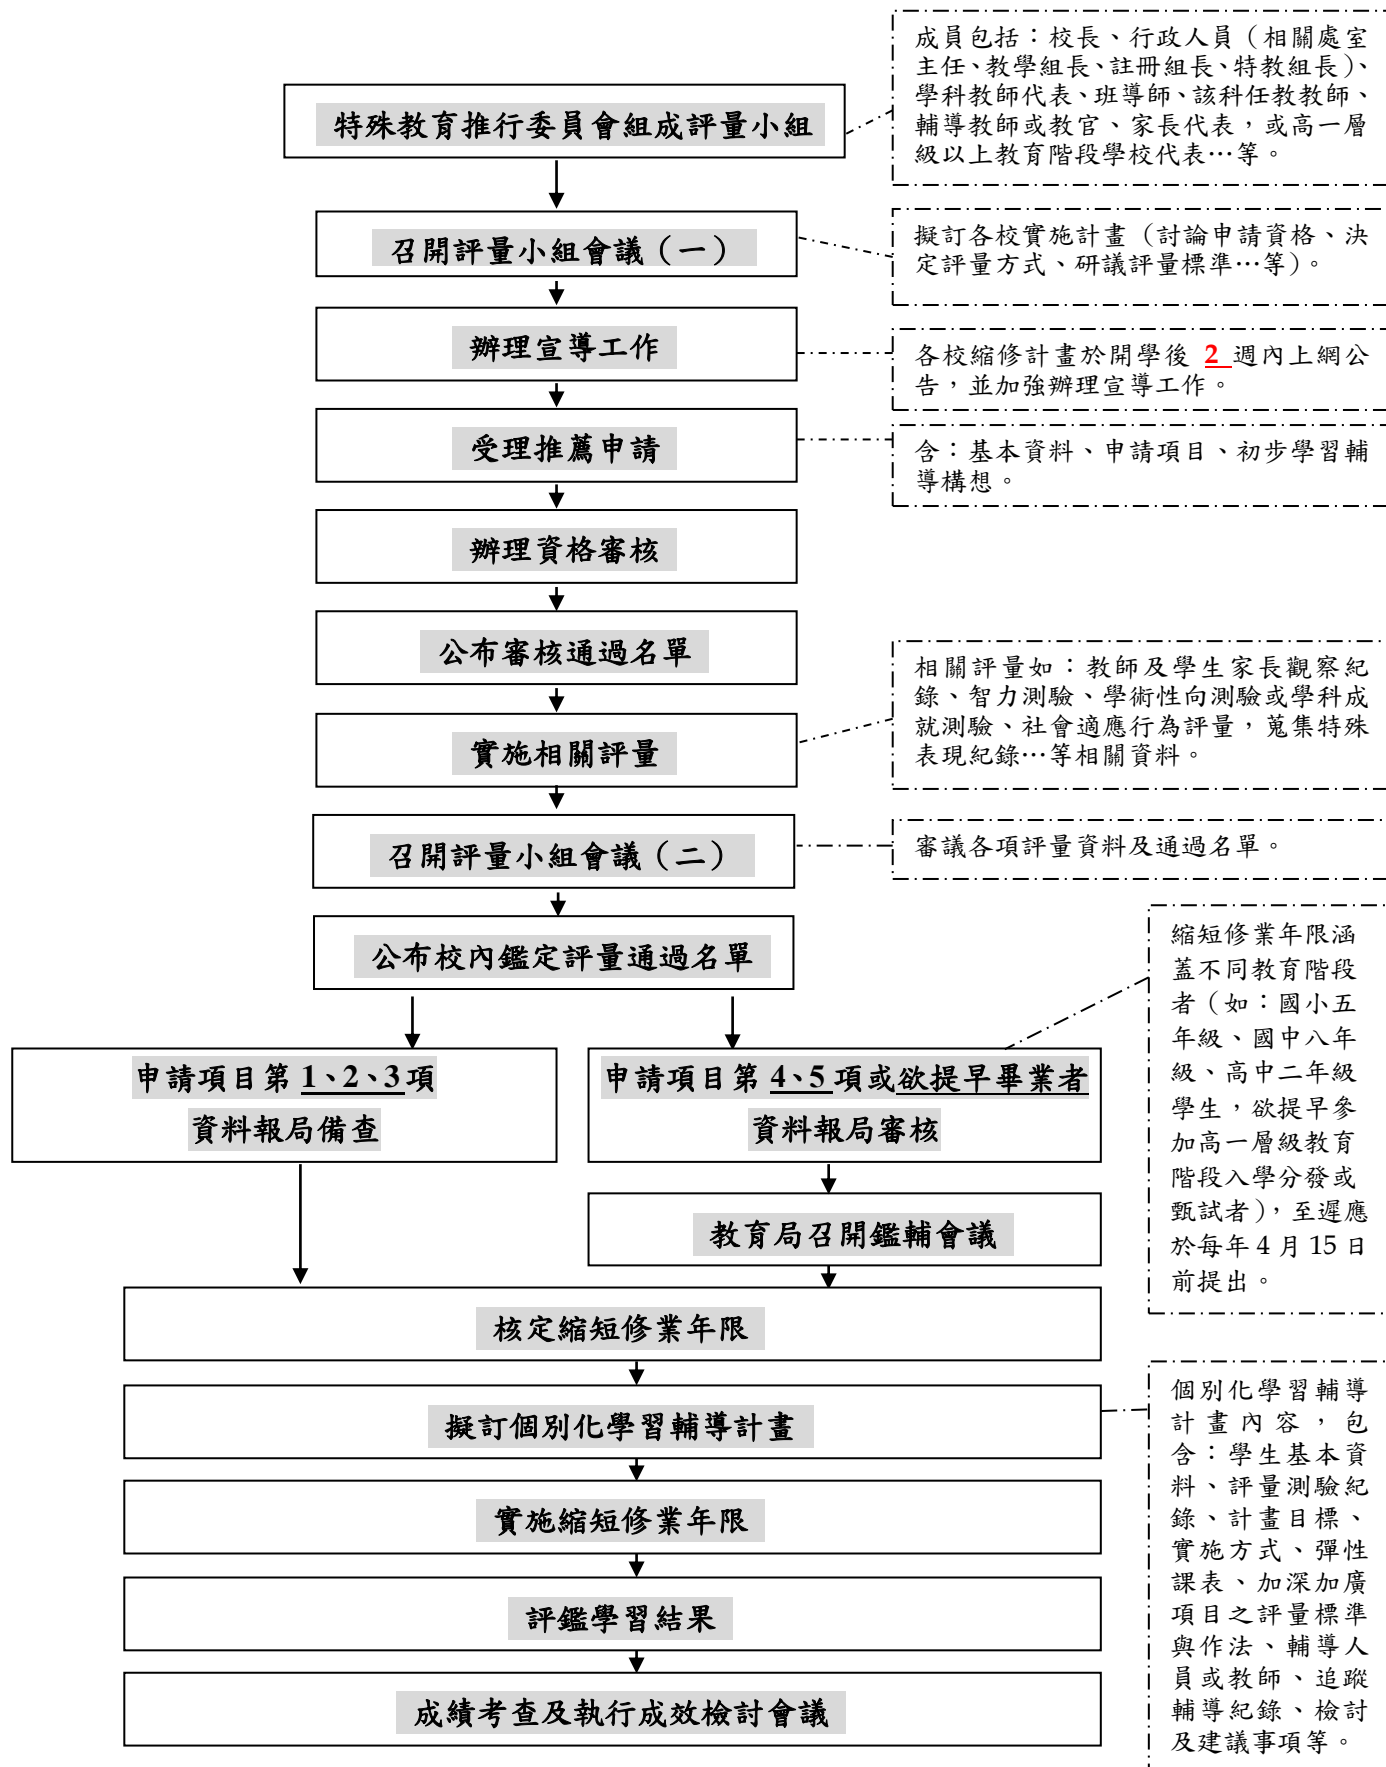 特殊教育推行委員會組成評量小組
成員包括：校長、行政人員（相關處室
主任、教學組長、註冊組長、特教組長）、
學科教師代表、班導師、該科任教教師、
輔導教師或教官、家長代表，或高一層
級以上教育階段學校代表…等。
召開評量小組會議（一）
擬訂各校實施計畫（討論申請資格、決
定評量方式、研議評量標準…等）。
辦理宣導工作
各校縮修計畫於開學後 2 週內上網公
告，並加強辦理宣導工作。
受理推薦申請
含：基本資料、申請項目、初步學習輔
導構想。
辦理資格審核
公布審核通過名單
實施相關評量
相關評量如：教師及學生家長觀察紀
錄、智力測驗、學術性向測驗或學科成
就測驗、社會適應行為評量，蒐集特殊
表現紀錄…等相關資料。
召開評量小組會議（二）
審議各項評量資料及通過名單。
公布校內鑑定評量通過名單
申請項目第 1、2、3 項
資料報局備查
申請項目第 4、5 項或欲提早畢業者
資料報局審核
縮短修業年限涵
蓋不同教育階段
者（如：國小五
年級、國中八年
級、高中二年級
學生，欲提早參
加高一層級教育
階段入學分發或
甄試者），至遲應
於每年 4 月 15 日
前提出。
教育局召開鑑輔會議
核定縮短修業年限
擬訂個別化學習輔導計畫
個別化學習輔導
計畫內容，包
含：學生基本資
料、評量測驗紀
錄、計畫目標、
實施方式、彈性
課表、加深加廣
項目之評量標準
與作法、輔導人
員或教師、追蹤
輔導紀錄、檢討
及建議事項等。
實施縮短修業年限
評鑑學習結果
成績考查及執行成效檢討會議